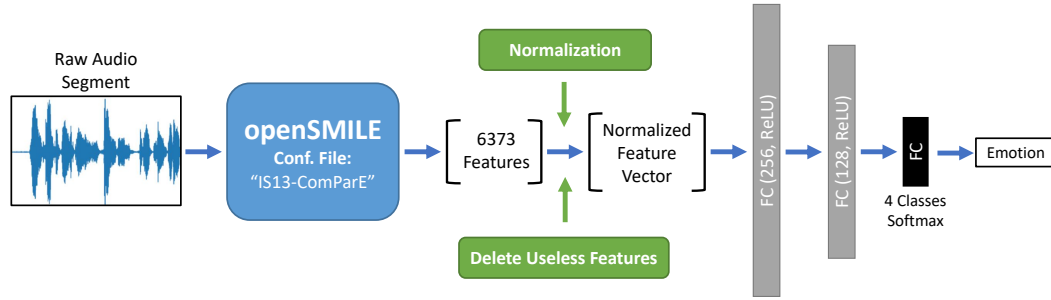 Raw Audio
Segment
openSMILE
Conf. File:
“IS13-ComParE”
6373
Features
Normalization
Delete Useless Features
Normalized
Feature
Vector
FC (256, ReLU)
FC (128, ReLU)
FC
4 Classes
Softmax
Emotion